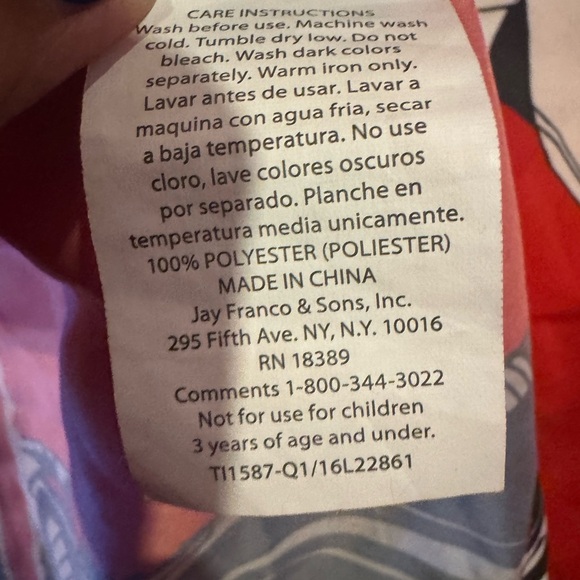 CARE INSTRUCTIONS
Wash before use. Machine wash
cold. Tumble dry low. Do not
bleach. Wash dark colors
separately. Warm iron only.
Lavar antes de usar. Lavar a
maquina con agua fria, secar
a baja temperatura. No use
cloro, lave colores oscuros
por separado. Planche en
temperatura media unicamente.
100% POLYESTER (POLIESTER)
MADE IN CHINA
Jay Franco & Sons, Inc.
295 Fifth Ave. NY, N.Y. 10016
RN 18389
Comments 1-800-344-3022
Not for use for children
3 years of age and under.
TI1587-Q1/16L22861